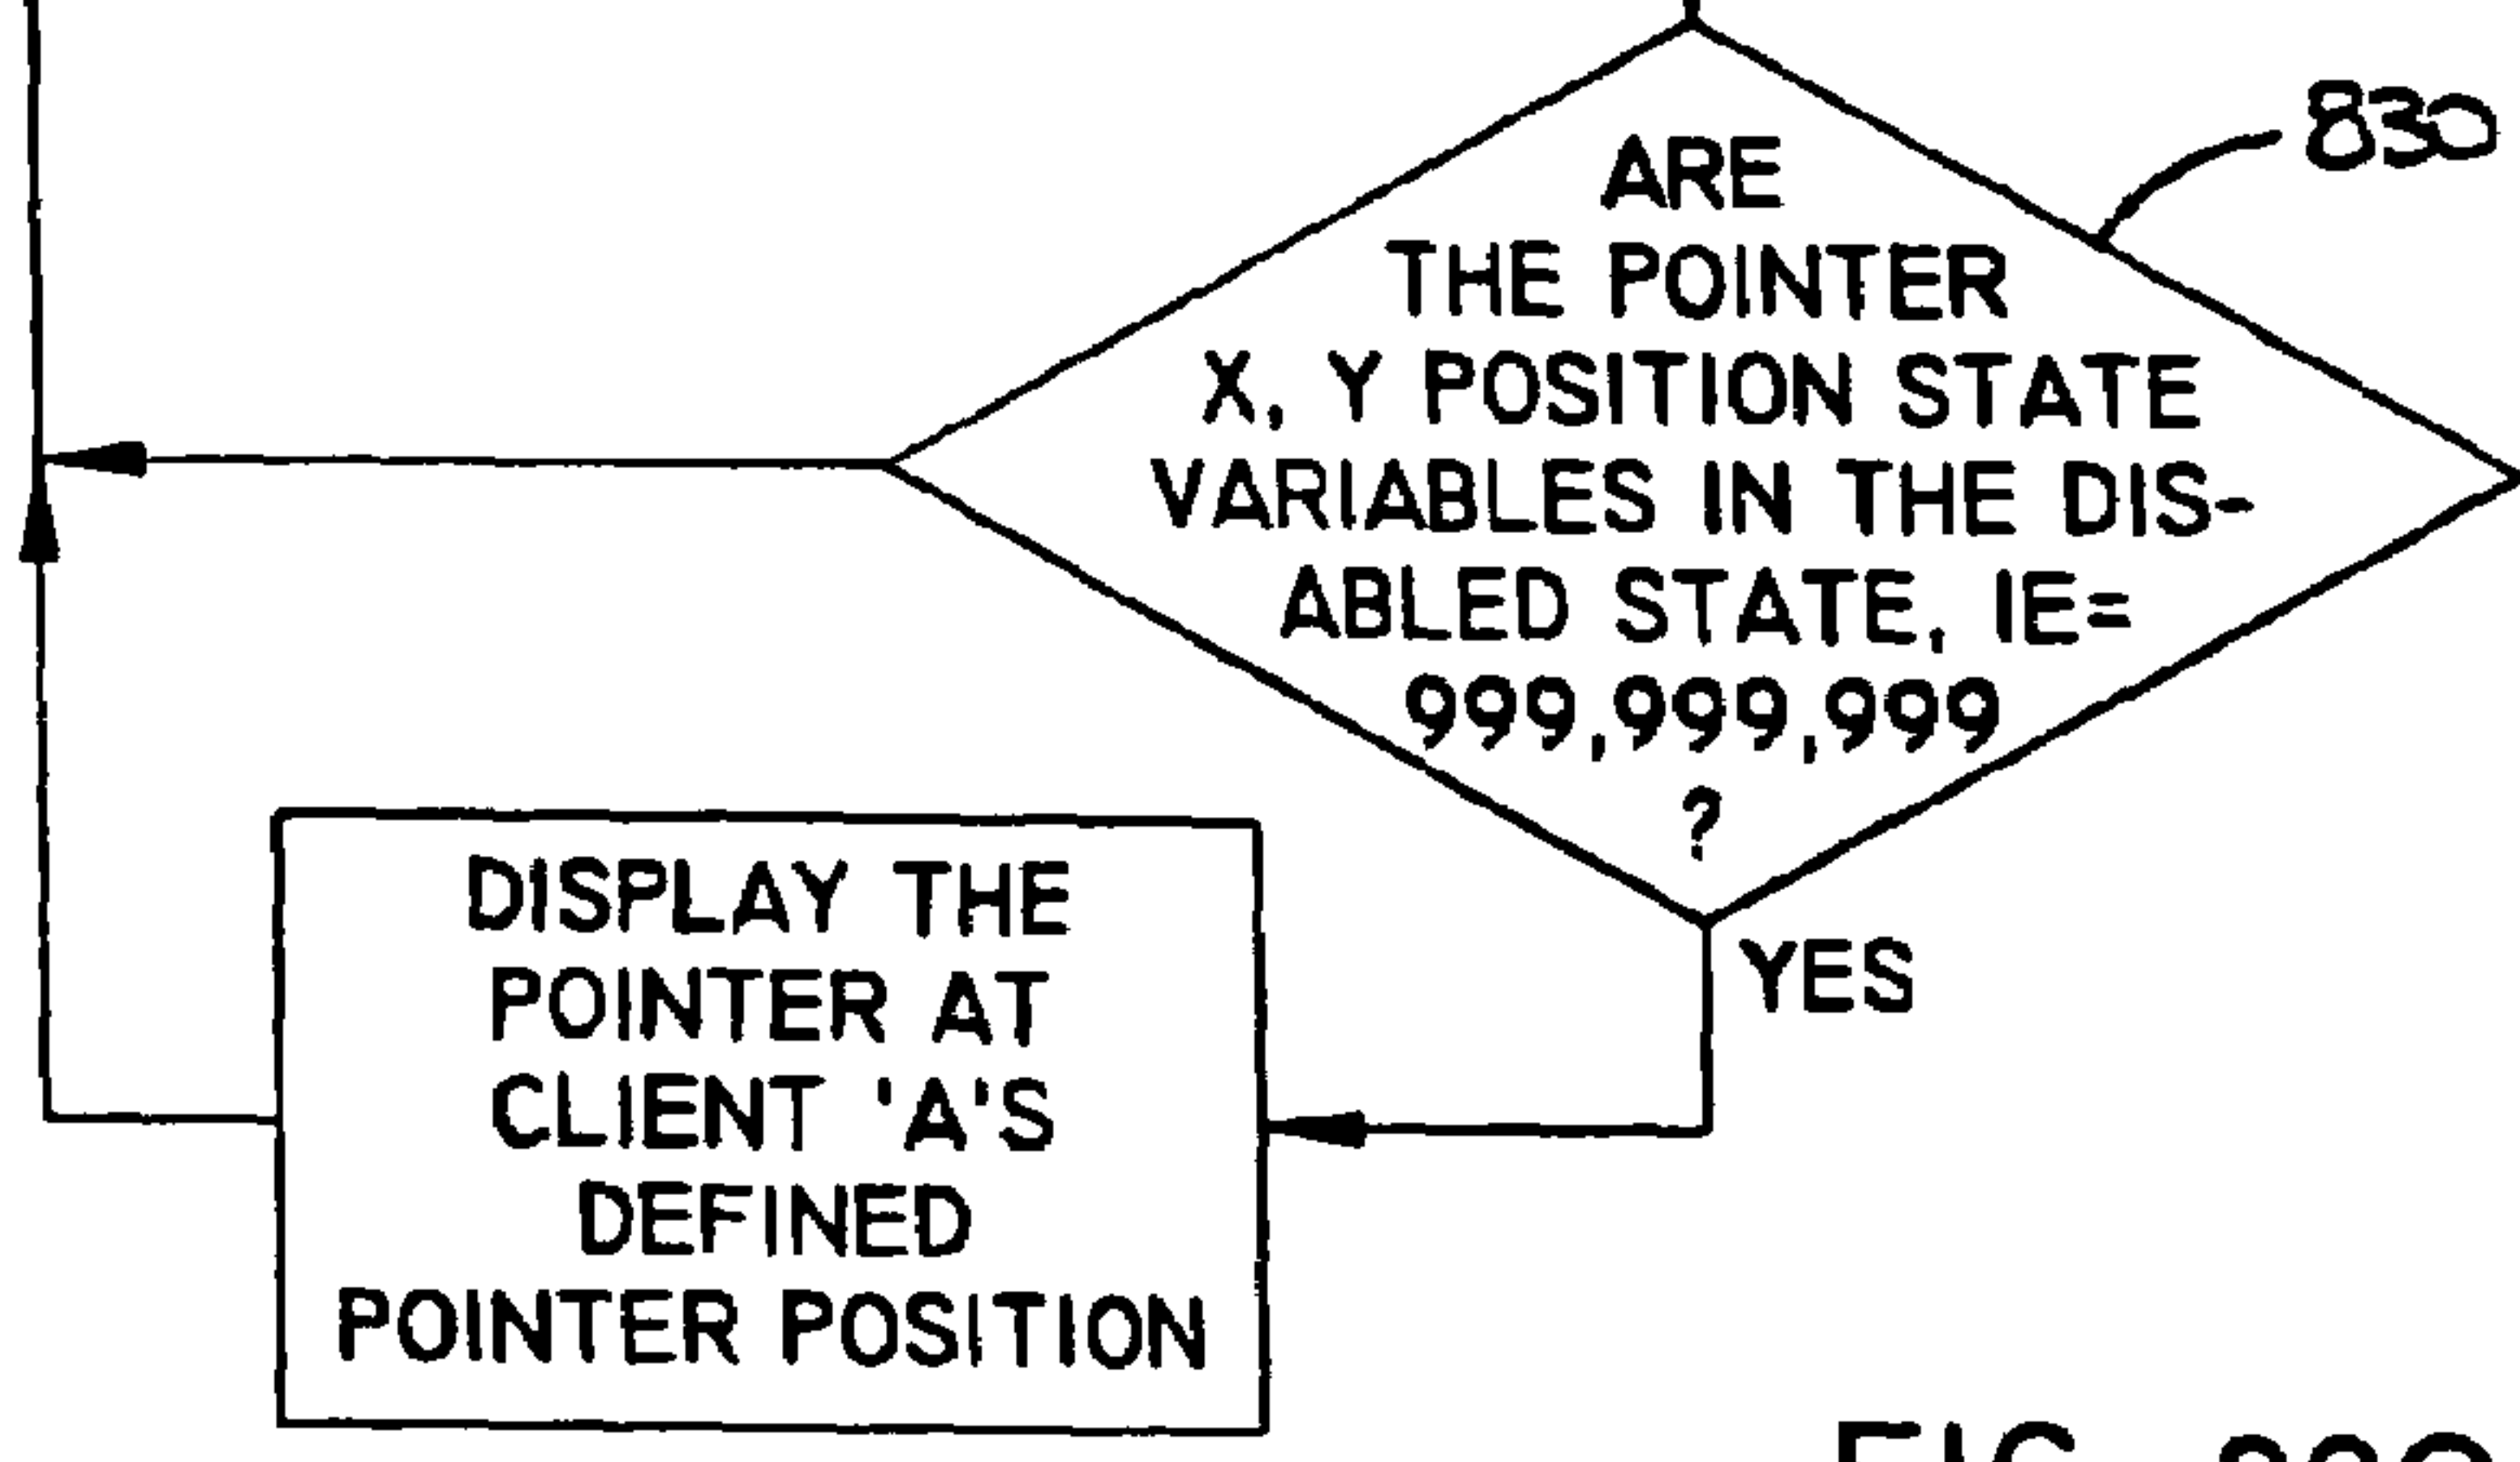 830
ARE
THE POINTER
X, Y POSITION STATE
VARIABLES IN THE DIS-
ABLED STATE, IE=
999,999,999
?
YES
DISPLAY THE
POINTER AT
CLIENT 'A'S
DEFINED
POINTER POSITION